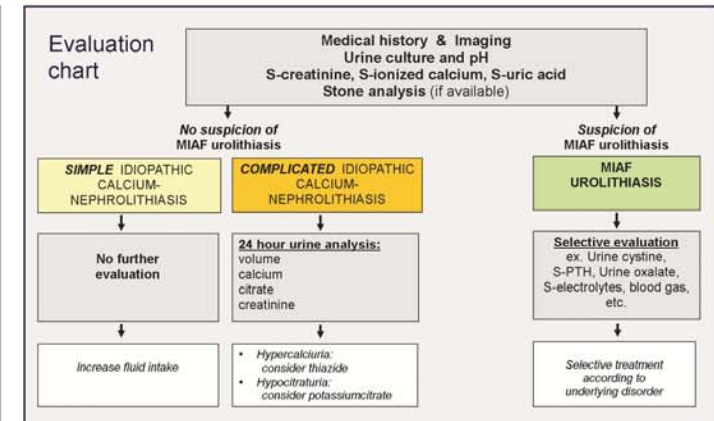 Evaluation
chart
Medical history & Imaging
Urine culture and pH
S-creatinine, S-ionized calcium, S-uric acid
Stone analysis (if available)
No suspicion of
MIAF urolithiasis
Suspicion of
MIAF urolithiasis
SIMPLE IDIOPATHIC
CALCIUM-
NEPHROLITHIASIS
COMPLICATED IDIOPATHIC
CALCIUM-
NEPHROLITHIASIS
MIAF
UROLITHIASIS
No further
evaluation
24 hour urine analysis:
volume
calcium
citrate
creatinine
Selective evaluation
ex. Urine cystine,
S-PTH, Urine oxalate,
S-electrolytes, blood gas,
etc.
Increase fluid intake
• Hypercalciuria:
consider thiazide
• Hypocitraturia:
consider potassiumcitrate
Selective treatment
according to
underlying disorder